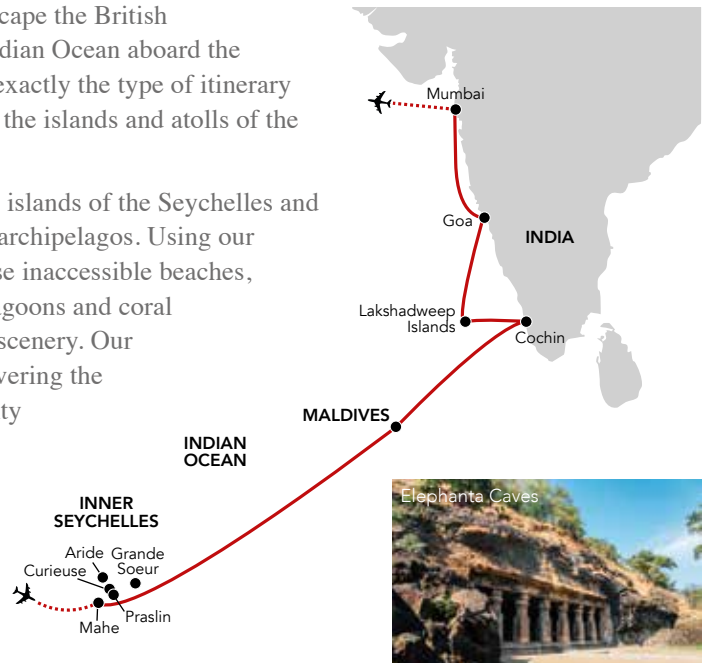 cape the British
dian Ocean aboard the
exactly the type of itinerary
the islands and atolls of the
islands of the Seychelles and
archipelagos. Using our
se inaccessible beaches,
goons and coral
scenery. Our
vering the
ty
Mumbai
Goa
INDIA
Lakshadweep
Islands
Cochin
MALDIVES
INDIAN
OCEAN
INNER
SEYCHELLES
Aride
Grande
Soeur
Curieuse
Praslin
Mahe
Elephanta Caves